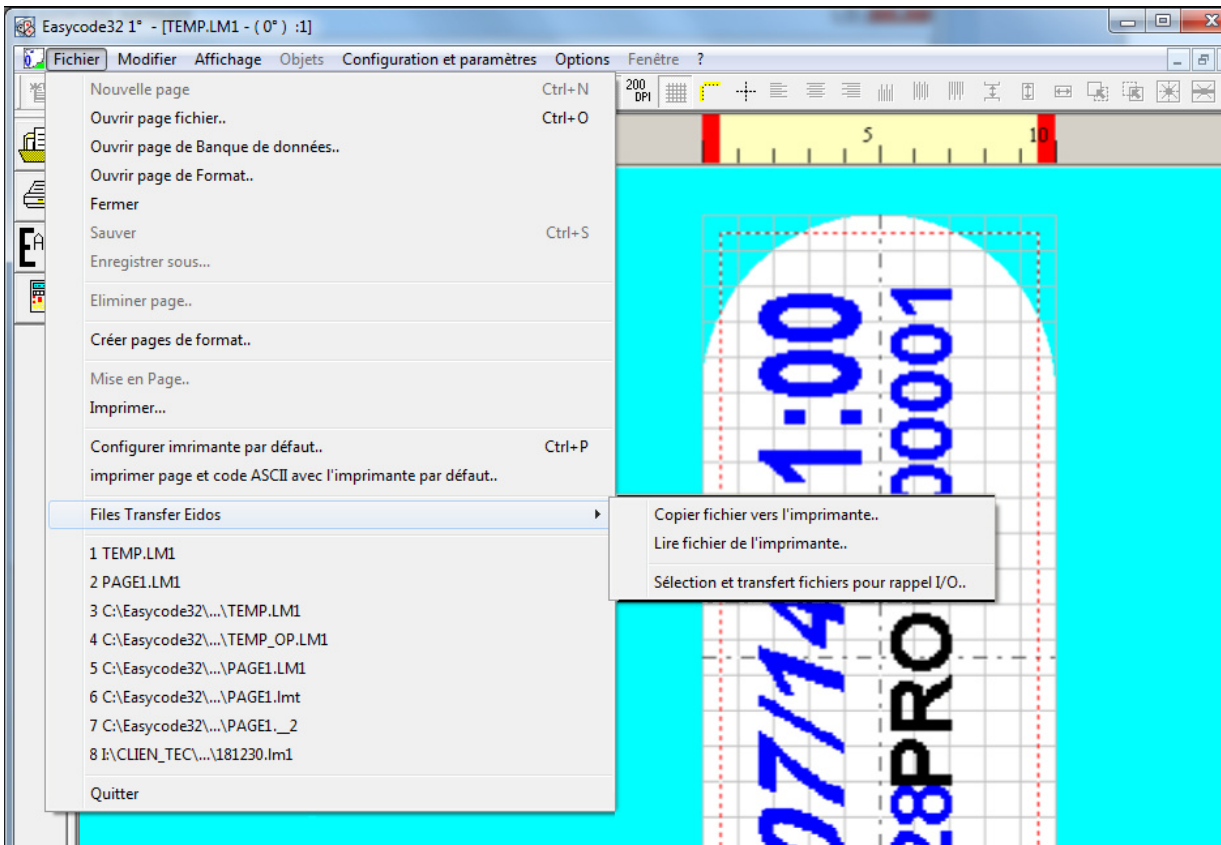 Easycode32 1° - [TEMP.LM1 - ( 0° ) :1]
Fichier Modifier Affichage Objets Configuration et paramètres Options Fenêtre ?
200 DPI
Nouvelle page Ctrl+N
Ouvrir page fichier.. Ctrl+O
Ouvrir page de Banque de données..
Ouvrir page de Format..
Fermer
Sauver Ctrl+S
Enregistrer sous...
Eliminer page..
Créer pages de format..
Mise en Page..
Imprimer...
Configurer imrimante par défaut.. Ctrl+P
imprimer page et code ASCII avec l'imprimante par défaut..
Files Transfer Eidos
1 TEMP.LM1
2 PAGE1.LM1
3 C:\Easycode32\...\TEMP.LM1
4 C:\Easycode32\...\TEMP_OP.LM1
5 C:\Easycode32\...\PAGE1.LM1
6 C:\Easycode32\...\PAGE1.lmt
7 C:\Easycode32\...\PAGE1.__2
8 I:\CLIEN_TEC\...\181230.lm1
Quitter
Copier fichier vers l'imprimante..
Lire fichier de l'imprimante..
Sélection et transfert fichiers pour rappel I/O..
5 10
07/14
1:00
28PRO
0001